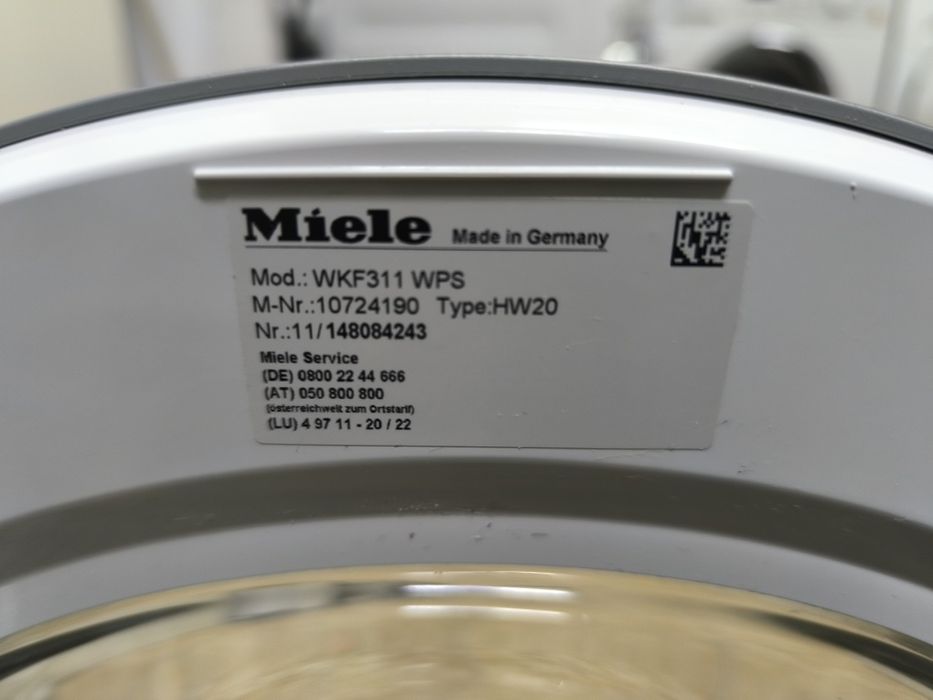 Miele Made in Germany
Mod.: WKF311 WPS
M-Nr.:10724190 Type:HW20
Nr.:11/148084243
Miele Service
(DE) 0800 22 44 666
(AT) 050 800 800
(österreichweit zum Ortstarif)
(LU) 4 97 11 - 20 / 22